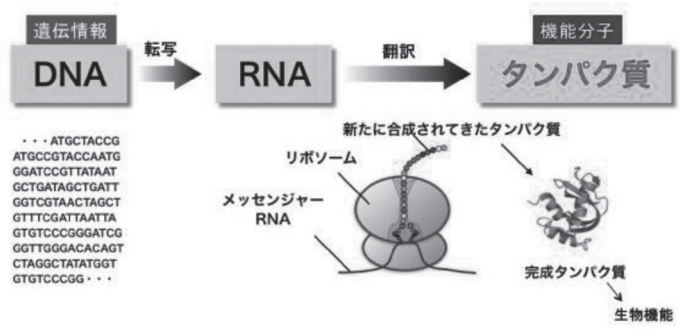 遺伝情報
機能分子
DNA
転写
RNA
翻訳
タンパク質
・・・ATGCTACCG
ATGCCGTACCAATG
GGATCCGTTATAAT
GCTGATAGCTGATT
GGTCGTAACTAGCT
GTTTCGATTAATTA
GTGTCCCGGGATCG
GGTTGGGACACAGT
CTAGGCTATATGGT
GTGTCCCGG・・・
新たに合成されてきたタンパク質
リボソーム
メッセンジャー
RNA
完成タンパク質
生物機能